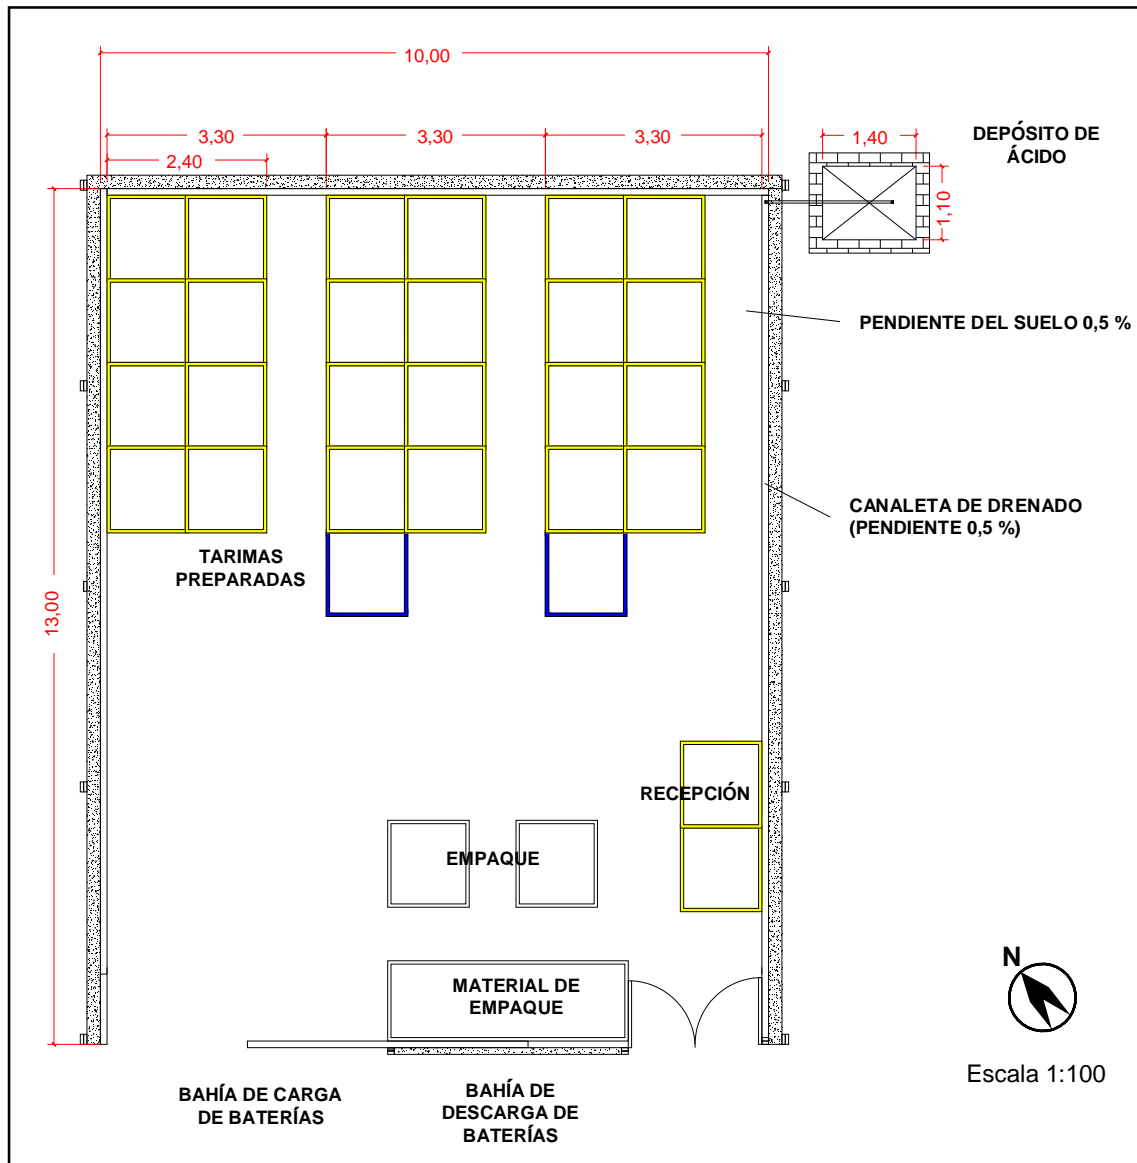 10,00
3,30
3,30
3,30
2,40
1,40
DEPÓSITO DE
ÁCIDO
1,10
PENDIENTE DEL SUELO 0,5 %
CANALETA DE DRENADO
(PENDIENTE 0,5 %)
TARIMAS
PREPARADAS
13,00
RECEPCIÓN
EMPAQUE
MATERIAL DE
EMPAQUE
N
Escala 1:100
BAHÍA DE CARGA
DE BATERÍAS
BAHÍA DE
DESCARGA DE
BATERÍAS